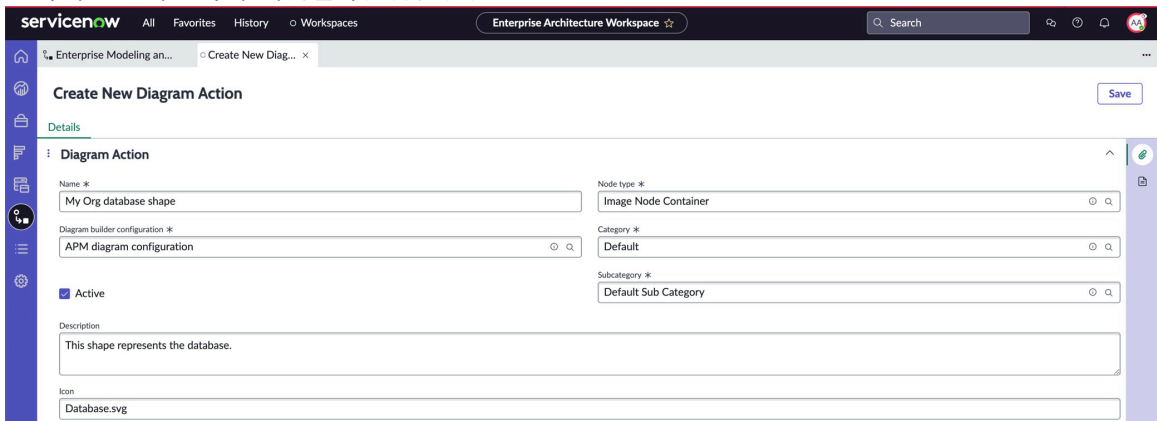 servicenow All Favorites History Workspaces Enterprise Architecture Workspace Search AA
Enterprise Modeling an... Create New Diag... ×
Create New Diagram Action Save
Details
Diagram Action
Name * Node type *
My Org database shape Image Node Container
Diagram builder configuration * Category *
APM diagram configuration Default
Subcategory *
Active Default Sub Category
Description
This shape represents the database.
Icon
Database.svg